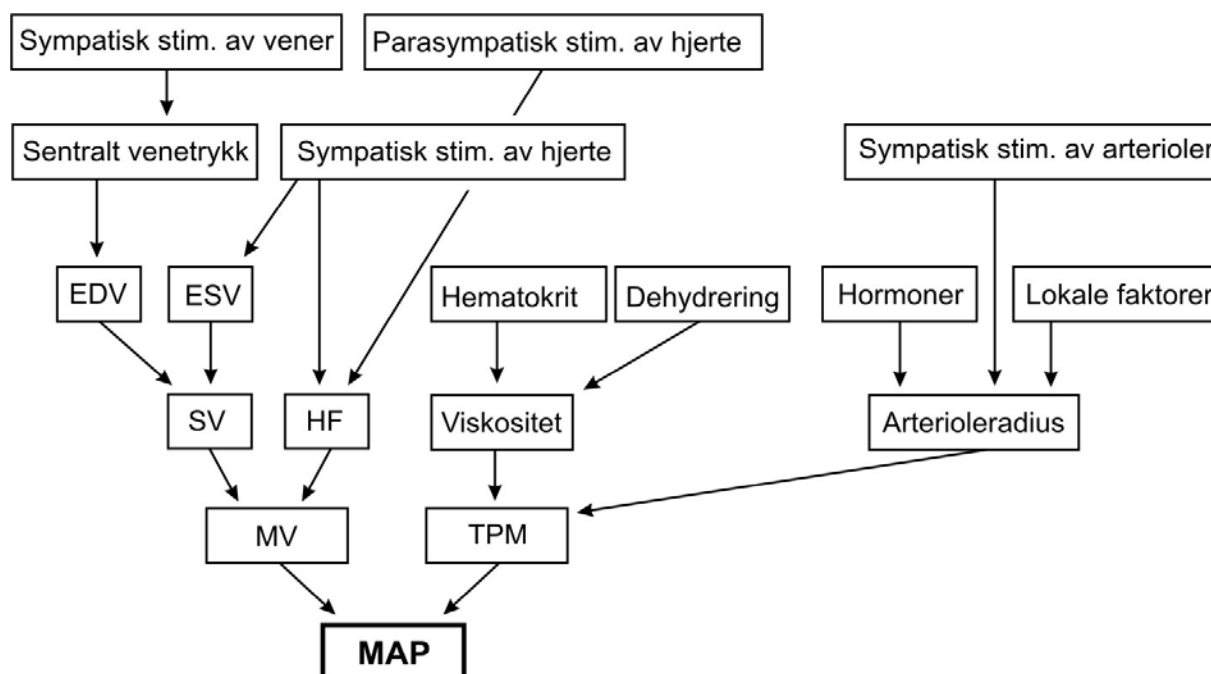 Sympatisk stim. av vener
Parasympatisk stim. av hjerte
Sentralt venetrykk
Sympatisk stim. av hjerte
Sympatisk stim. av arterioler
EDV
ESV
Hematokrit
Dehydrering
Hormoner
Lokale faktorer
SV
HF
Viskositet
Arterioleradius
MV
TPM
MAP